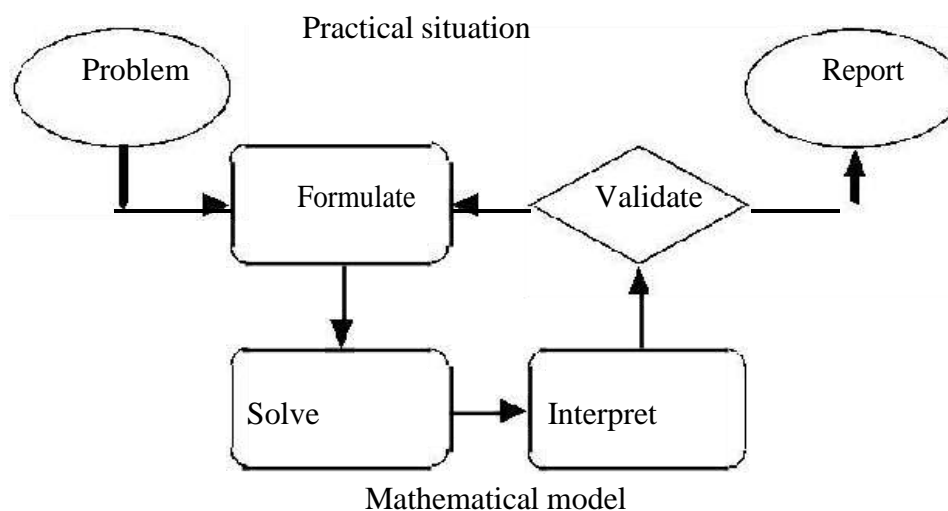 Practical situation
Problem
Report
Formulate
Validate
Solve
Interpret
Mathematical model